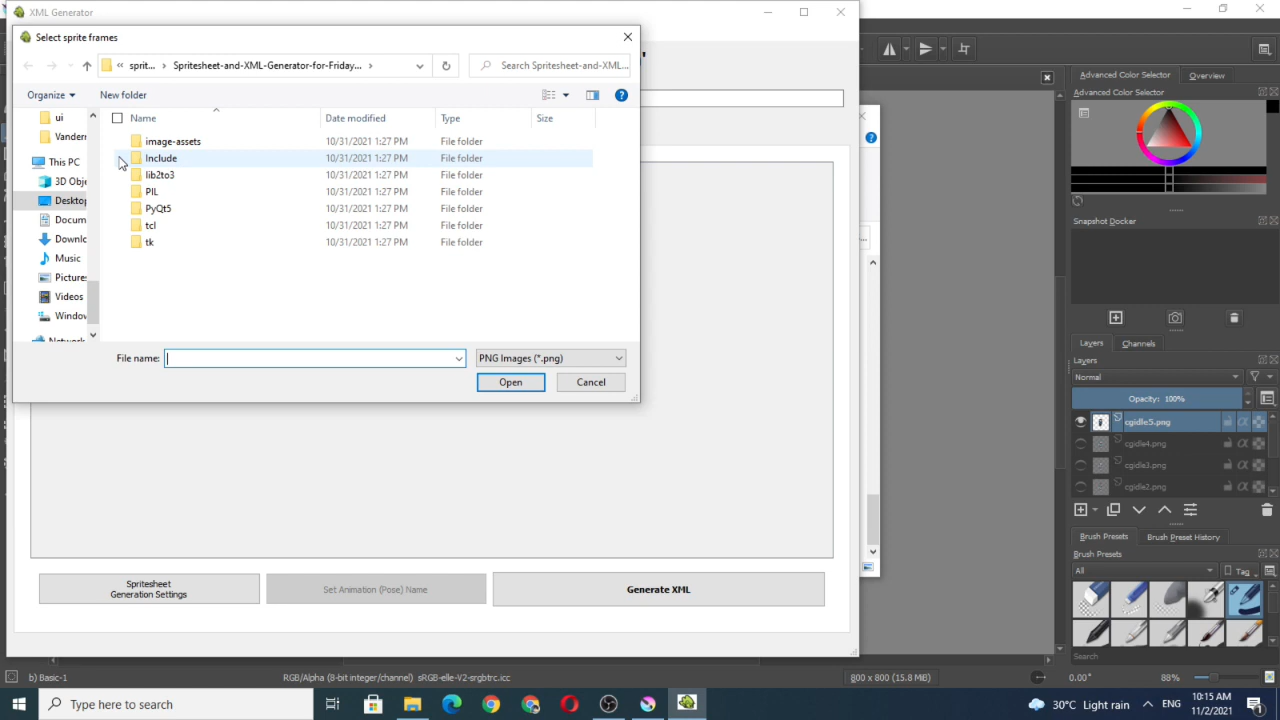 XML Generator
Select sprite frames
« sprit... › Spritesheet-and-XML-Generator-for-Friday... ›
Search Spritesheet-and-XML...
Organize
New folder
Name
Date modified
Type
Size
ui
This PC
Videos
Music
image-assets 10/31/2021 1:27 PM File folder
Include 10/31/2021 1:27 PM File folder
lib2to3 10/31/2021 1:27 PM File folder
PIL 10/31/2021 1:27 PM File folder
PyQt5 10/31/2021 1:27 PM File folder
tcl 10/31/2021 1:27 PM File folder
tk 10/31/2021 1:27 PM File folder
File name:
PNG Images (*.png)
Open
Cancel
Spritesheet
Generation Settings
Set Animation (Pose) Name
Generate XML
Advanced Color Selector
Overview
Advanced Color Selector
Snapshot Docker
Layers
Channels
Layers
Normal
Opacity: 100%
cgidle5.png
cgidle4.png
cgidle3.png
cgidle2.png
Brush Presets
Brush Preset History
Brush Presets
All
Tag
Search
b) Basic-1
RGB/Alpha (8-bit integer/channel) sRGB-elle-V2-srgbtrc.icc
800 x 800 (15.8 MiB)
0.00°
88%
Type here to search
30°C Light rain
ENG
10:15 AM
11/2/2021
1